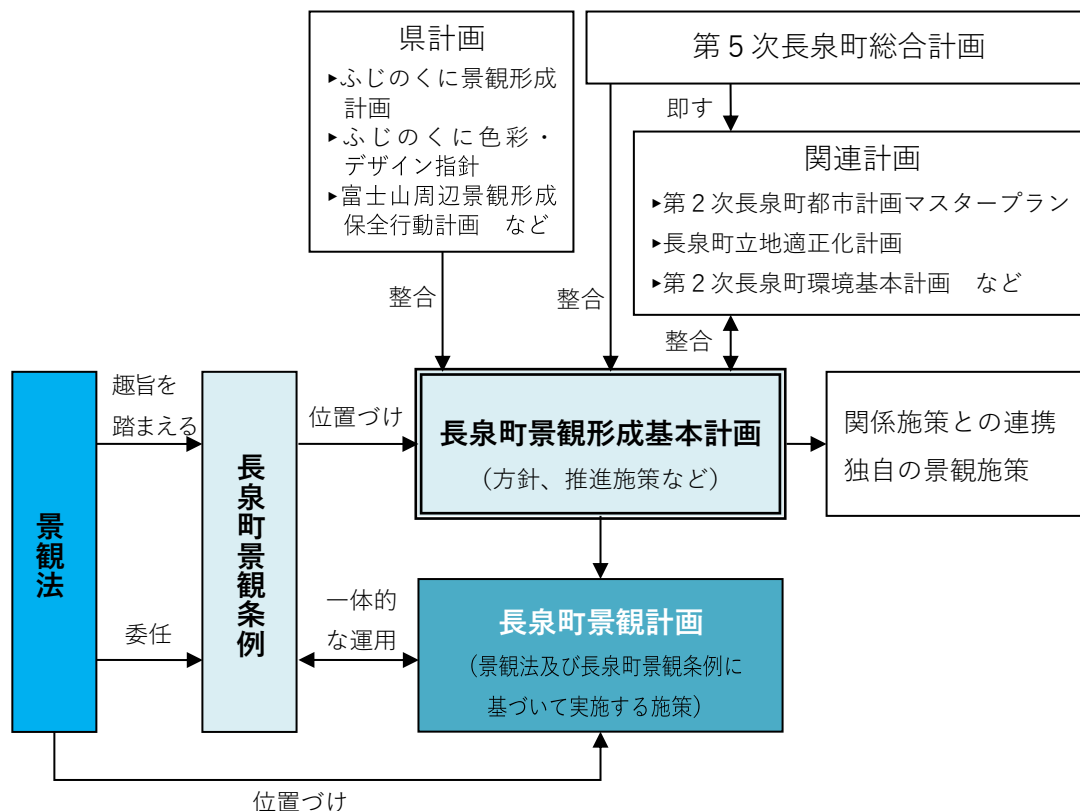 県計画
▸ふじのくに景観形成
計画
▸ふじのくに色彩・
デザイン指針
▸富士山周辺景観形成
保全行動計画　など
第5次長泉町総合計画
即す
関連計画
▸第2次長泉町都市計画マスタープラン
▸長泉町立地適正化計画
▸第2次長泉町環境基本計画　など
整合
整合
整合
景観法
趣旨を
踏まえる
委任
長泉町景観条例
位置づけ
長泉町景観形成基本計画
（方針、推進施策など）
関係施策との連携
独自の景観施策
一体的
な運用
長泉町景観計画
（景観法及び長泉町景観条例に
基づいて実施する施策）
位置づけ